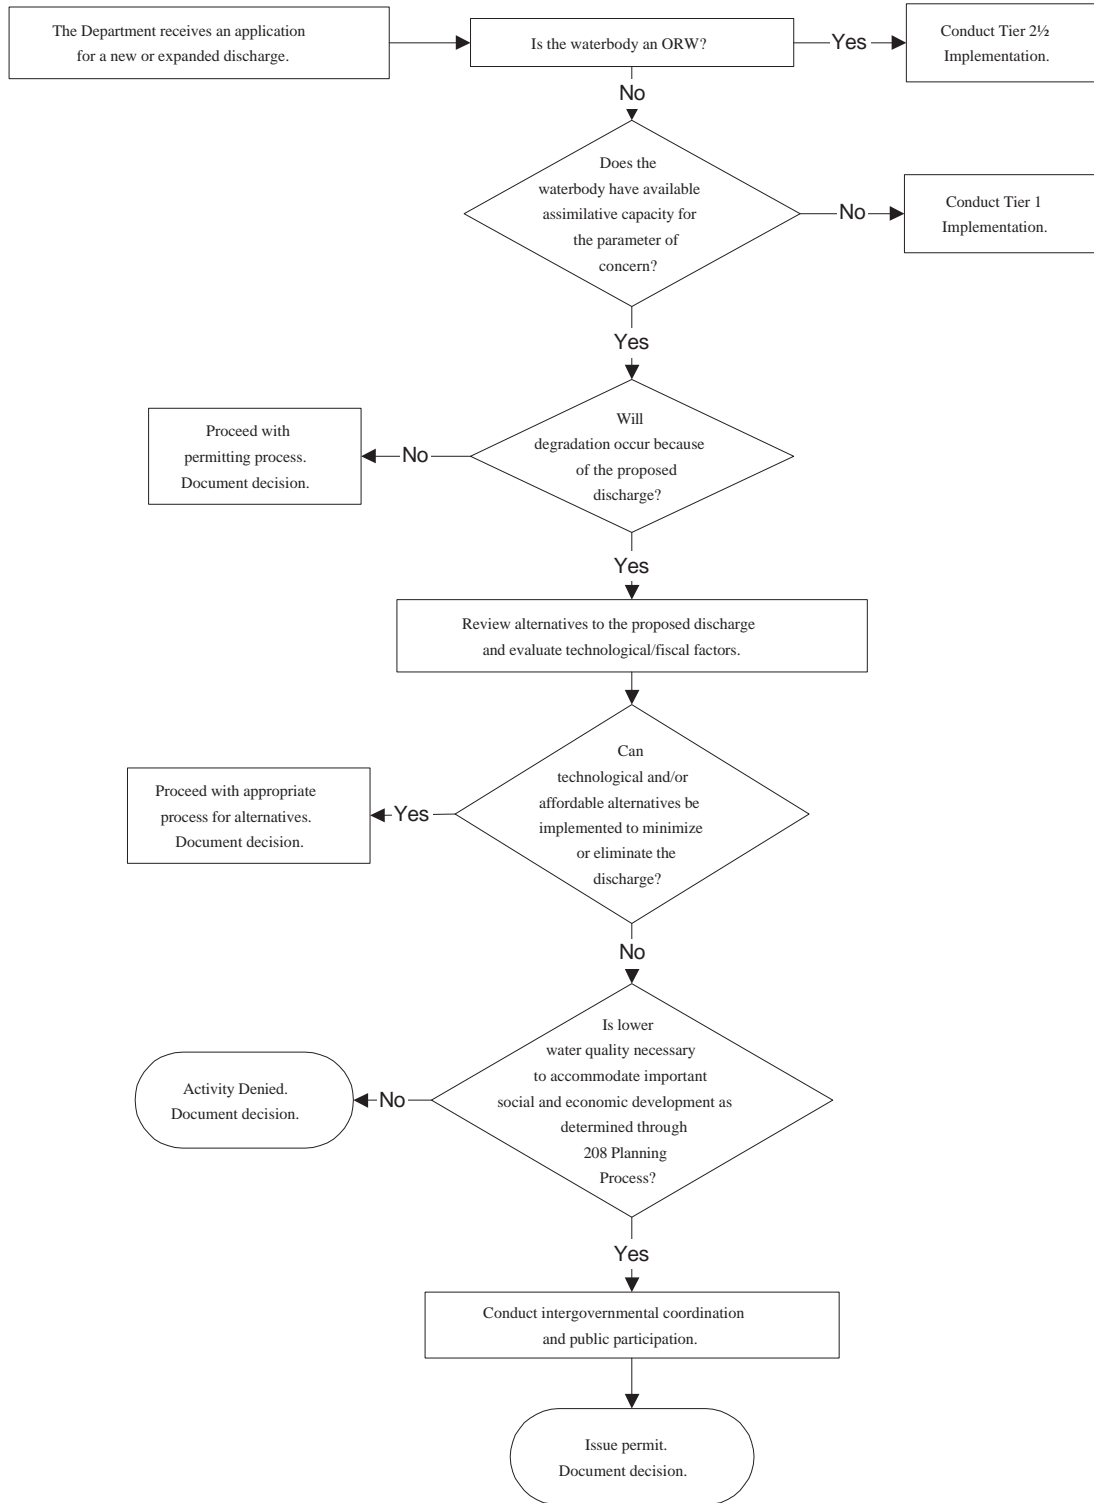 The Department receives an application
for a new or expanded discharge.
Is the waterbody an ORW?
Yes
Conduct Tier 2½
Implementation.
No
Does the
waterbody have available
assimilative capacity for
the parameter of
concern?
No
Conduct Tier 1
Implementation.
Yes
Will
degradation occur because
of the proposed
discharge?
No
Proceed with
permitting process.
Document decision.
Yes
Review alternatives to the proposed discharge
and evaluate technological/fiscal factors.
Can
technological and/or
affordable alternatives be
implemented to minimize
or eliminate the
discharge?
Yes
Proceed with appropriate
process for alternatives.
Document decision.
No
Is lower
water quality necessary
to accommodate important
social and economic development as
determined through
208 Planning
Process?
No
Activity Denied.
Document decision.
Yes
Conduct intergovernmental coordination
and public participation.
Issue permit.
Document decision.